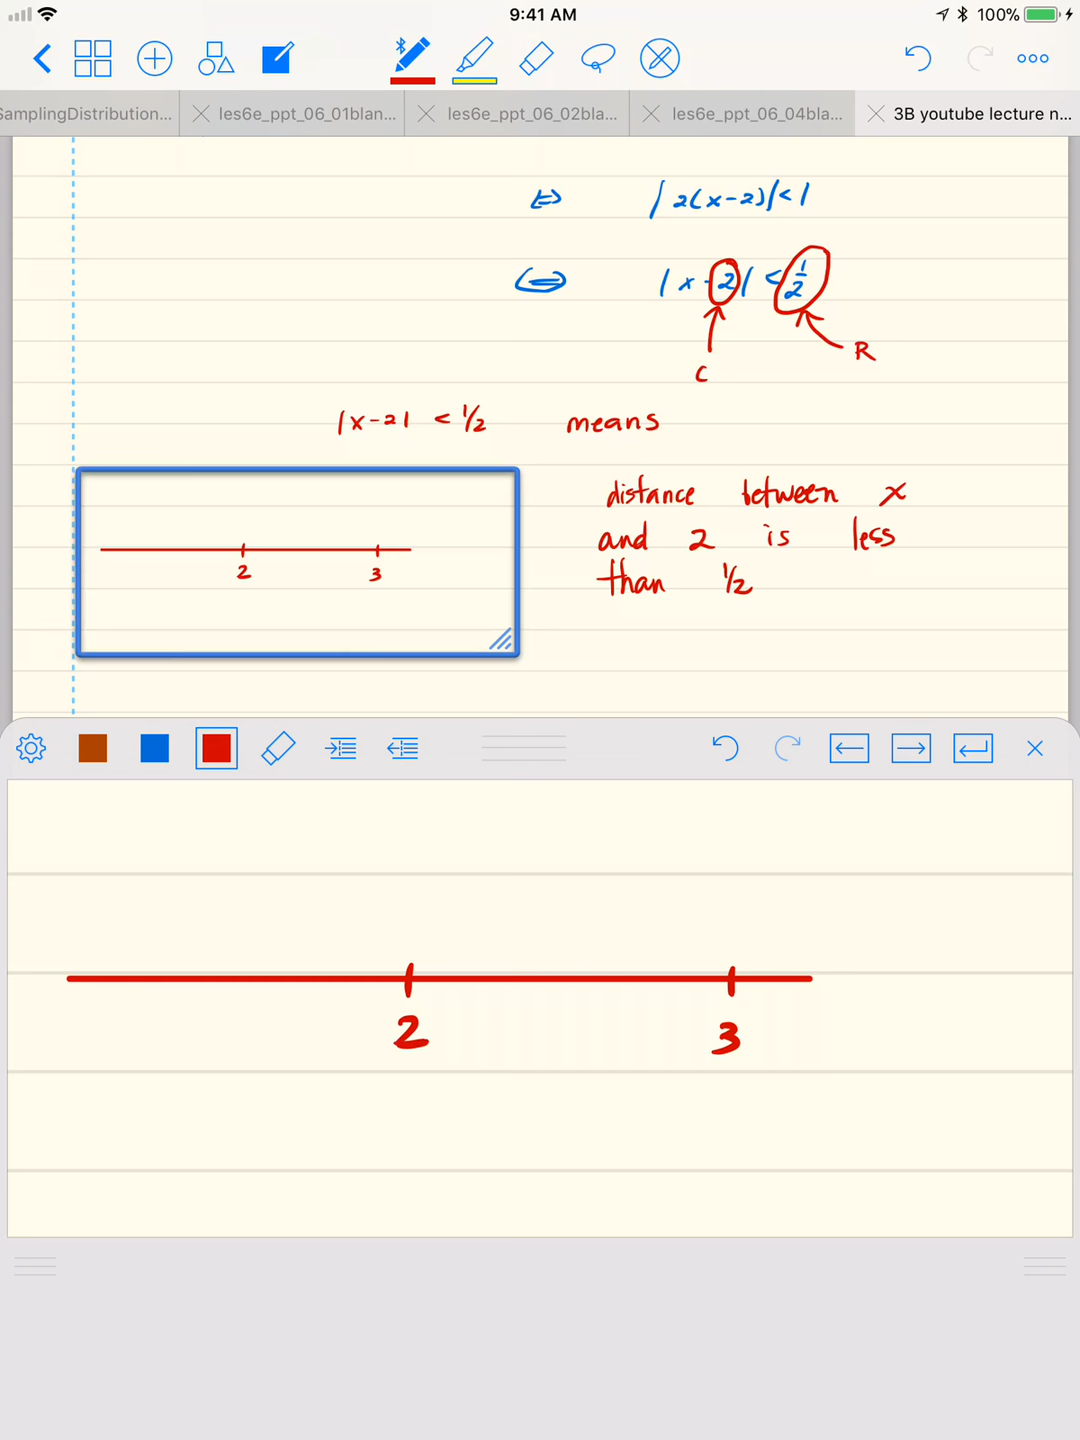 9:41 AM
100%
SamplingDistribution...
les6e_ppt_06_01blan...
les6e_ppt_06_02bla...
les6e_ppt_06_04bla...
3B youtube lecture n...
⇔ |2(x-2)|<1
⇔ |x-2| < 1/2
R
C
|x-2| < 1/2 means
distance between x
and 2 is less
than 1/2
2 3
2 3